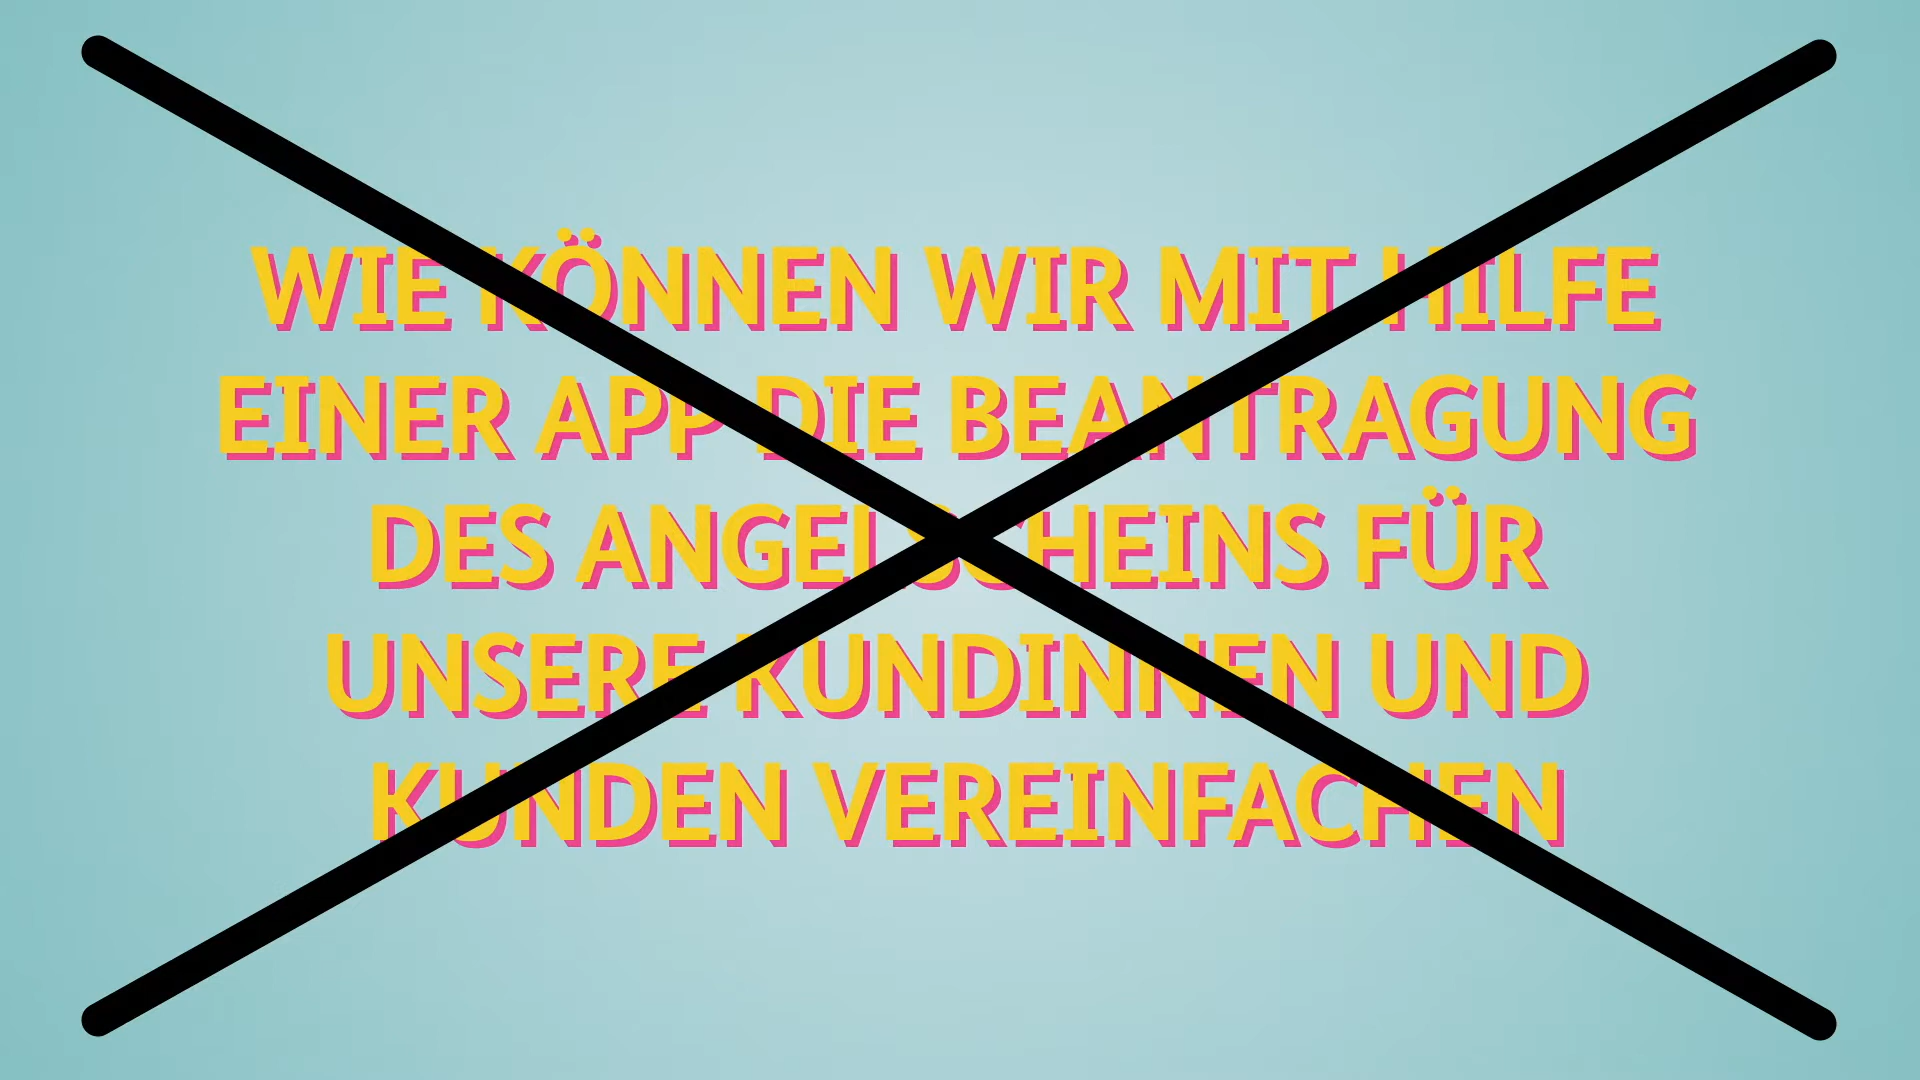 WIE KÖNNEN WIR MIT HILFE
EINER APP DIE BEANTRAGUNG
DES ANGELSCHEINS FÜR
UNSERE KUNDINNEN UND
KUNDEN VEREINFACHEN